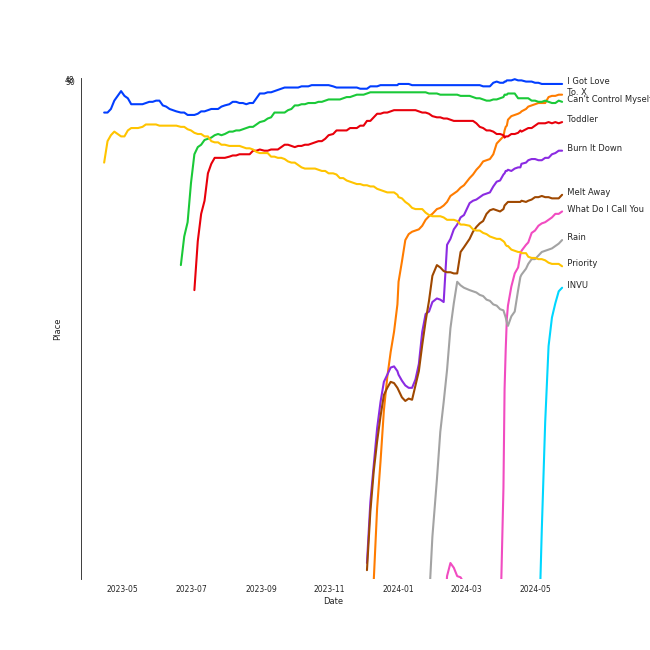 I Got Love
To. X
Can't Control Mysel
Toddler
Burn It Down
Melt Away
What Do I Call You
Rain
Priority
INVU
Place
2023-05 2023-07 2023-09 2023-11 2024-01 2024-03 2024-05
Date